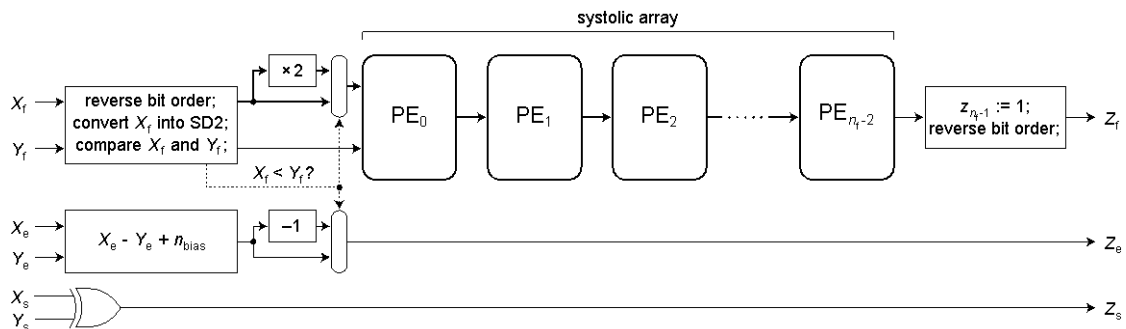 systolic array
×2
X_f
Y_f
reverse bit order;
convert X_f into SD2;
compare X_f and Y_f;
PE_0
PE_1
PE_2
PE_{n_f-2}
z_{n_f-1} := 1;
reverse bit order;
Z_f
X_f < Y_f?
X_e
Y_e
X_e - Y_e + n_bias
–1
Z_e
X_s
Y_s
Z_s